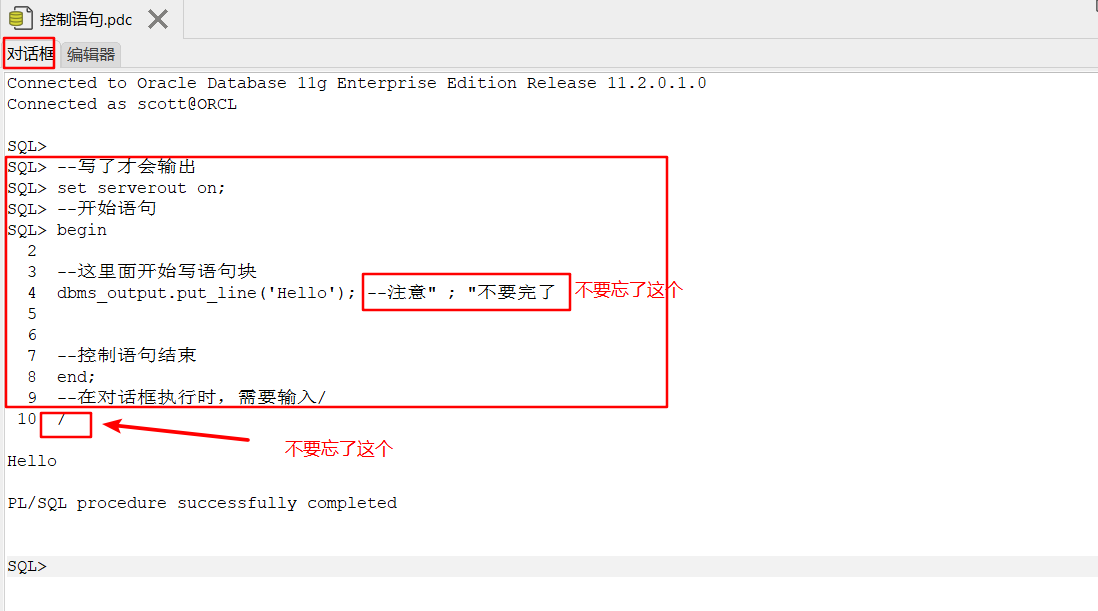 控制语句.pdc
对话框 编辑器
Connected to Oracle Database 11g Enterprise Edition Release 11.2.0.1.0
Connected as scott@ORCL
SQL>
SQL> --写了才会输出
SQL> set serverout on;
SQL> --开始语句
SQL> begin
2
3 --这里面开始写语句块
4 dbms_output.put_line('Hello'); --注意" ; "不要完了 不要忘了这个
5
6
7 --控制语句结束
8 end;
9 --在对话框执行时，需要输入/
10 /
不要忘了这个
Hello
PL/SQL procedure successfully completed
SQL>